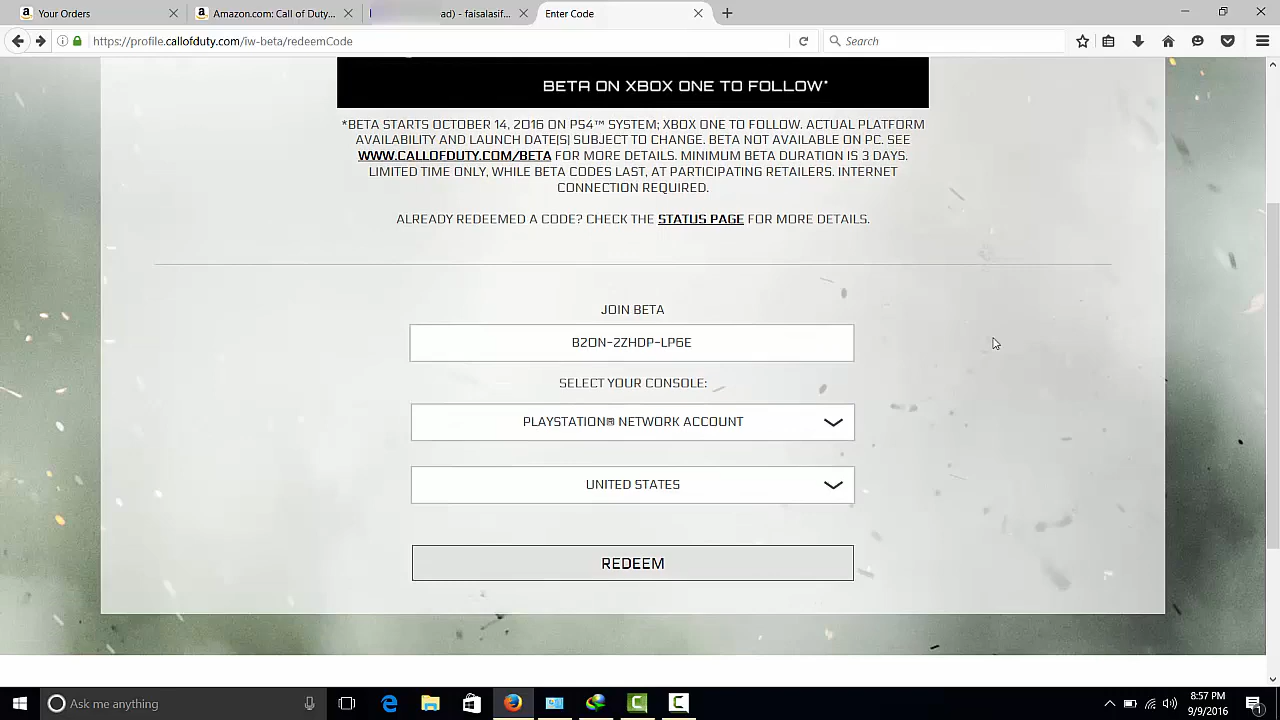 Your Orders
Amazon.com: Call of Duty...
ad) - faisalasif...
Enter Code
https://profile.callofduty.com/iw-beta/redeemCode
Search
BETA ON XBOX ONE TO FOLLOW*
*BETA STARTS OCTOBER 14, 2016 ON PS4™ SYSTEM; XBOX ONE TO FOLLOW. ACTUAL PLATFORM
AVAILABILITY AND LAUNCH DATE(S) SUBJECT TO CHANGE. BETA NOT AVAILABLE ON PC. SEE
WWW.CALLOFDUTY.COM/BETA FOR MORE DETAILS. MINIMUM BETA DURATION IS 3 DAYS.
LIMITED TIME ONLY, WHILE BETA CODES LAST, AT PARTICIPATING RETAILERS. INTERNET
CONNECTION REQUIRED.
ALREADY REDEEMED A CODE? CHECK THE STATUS PAGE FOR MORE DETAILS.
JOIN BETA
B2ON-2ZHDP-LP6E
SELECT YOUR CONSOLE:
PLAYSTATION® NETWORK ACCOUNT
UNITED STATES
REDEEM
Ask me anything
8:57 PM
9/9/2016